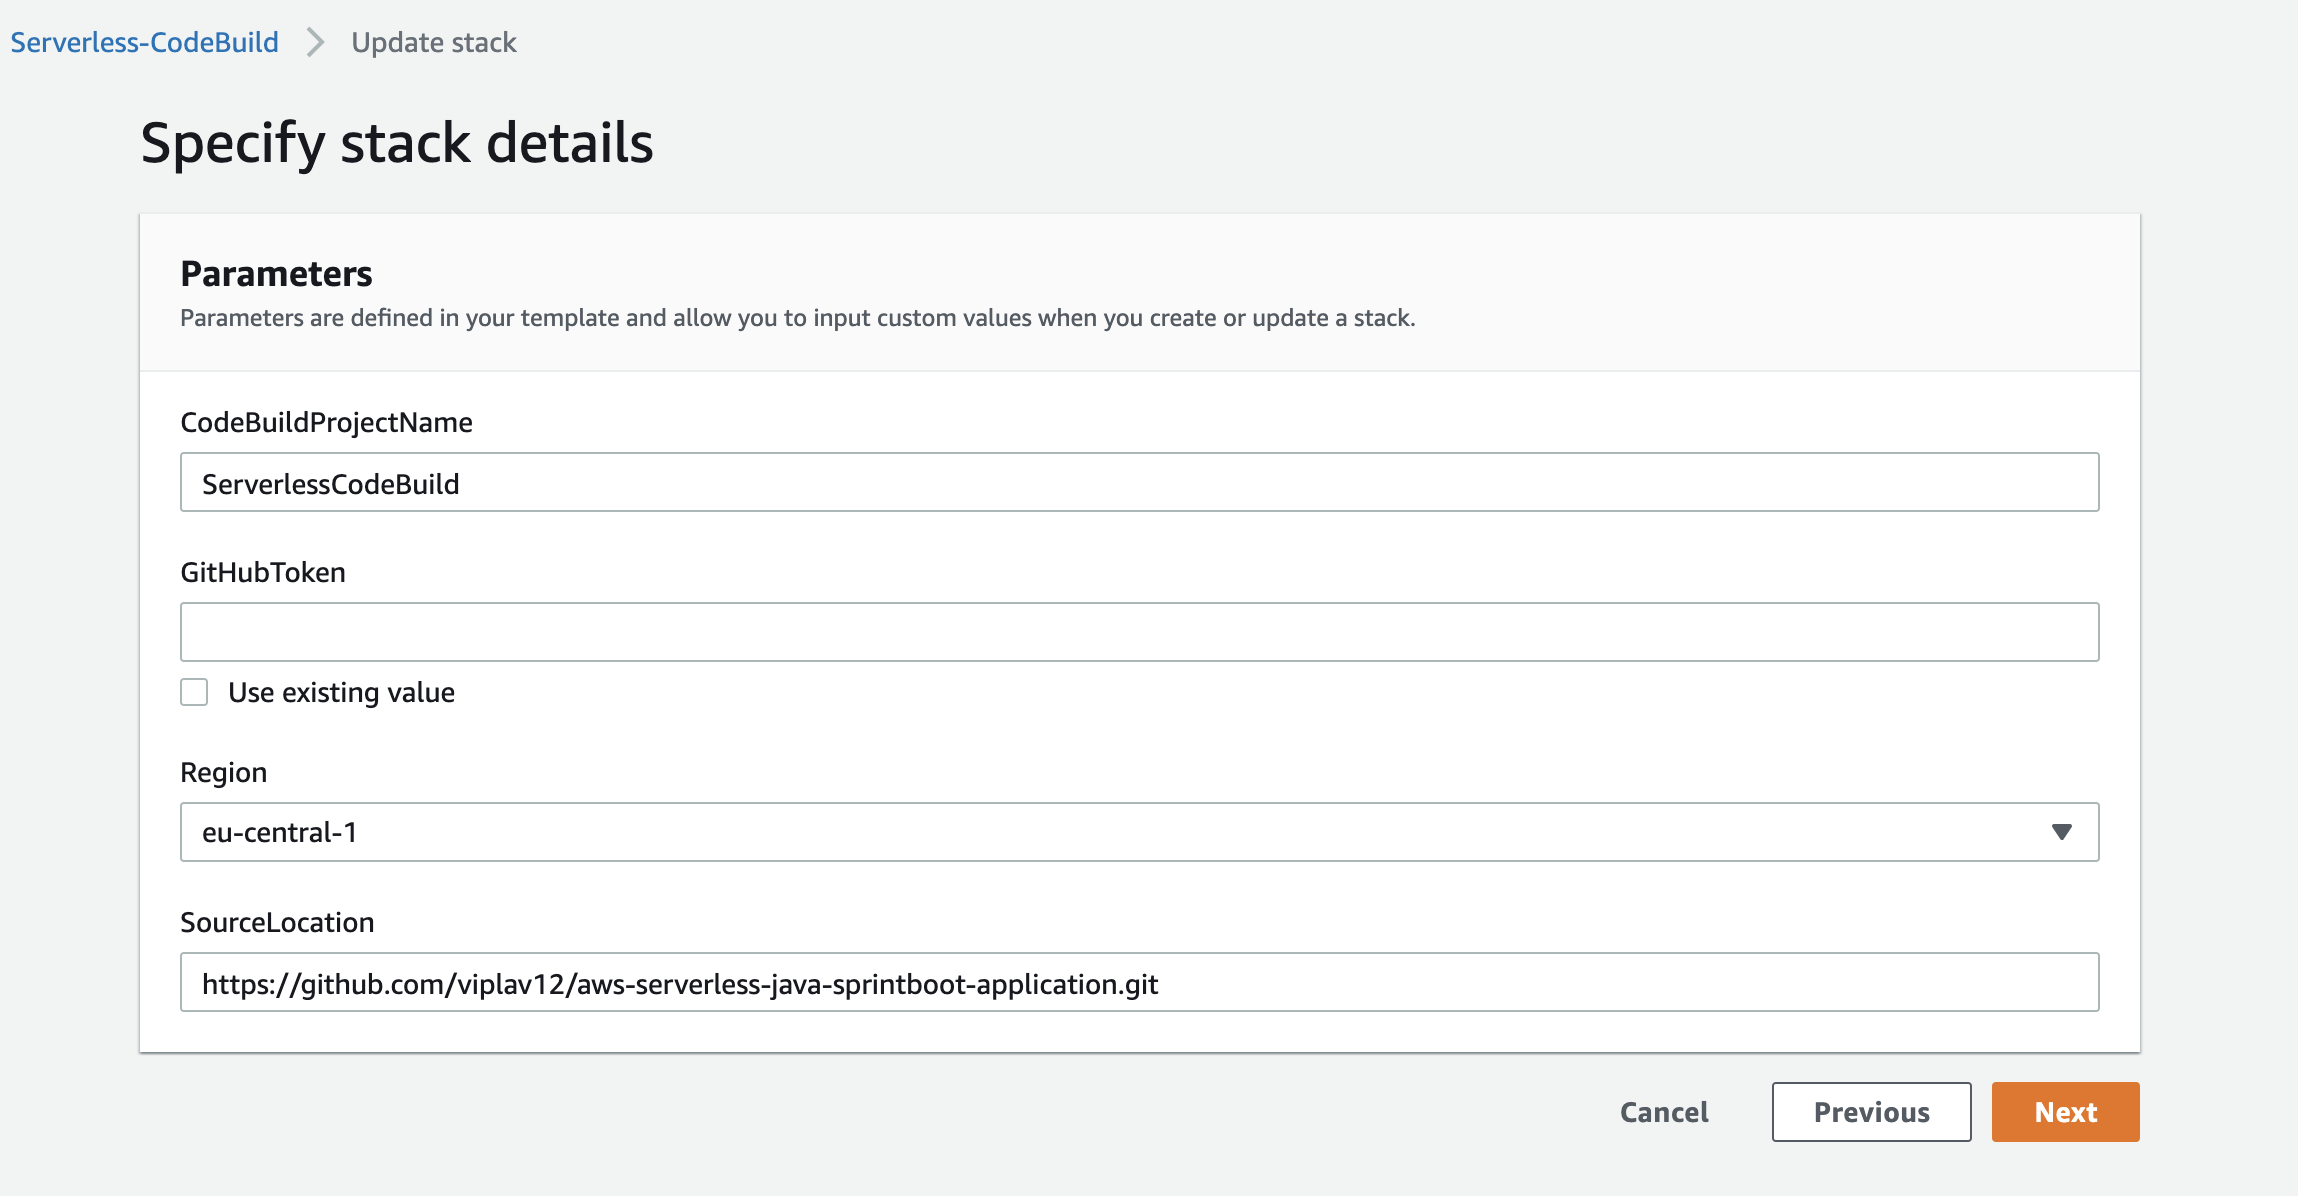 Serverless-CodeBuild > Update stack
Specify stack details
Parameters
Parameters are defined in your template and allow you to input custom values when you create or update a stack.
CodeBuildProjectName
ServerlessCodeBuild
GitHubToken
Use existing value
Region
eu-central-1
SourceLocation
https://github.com/viplav12/aws-serverless-java-sprintboot-application.git
Cancel Previous Next